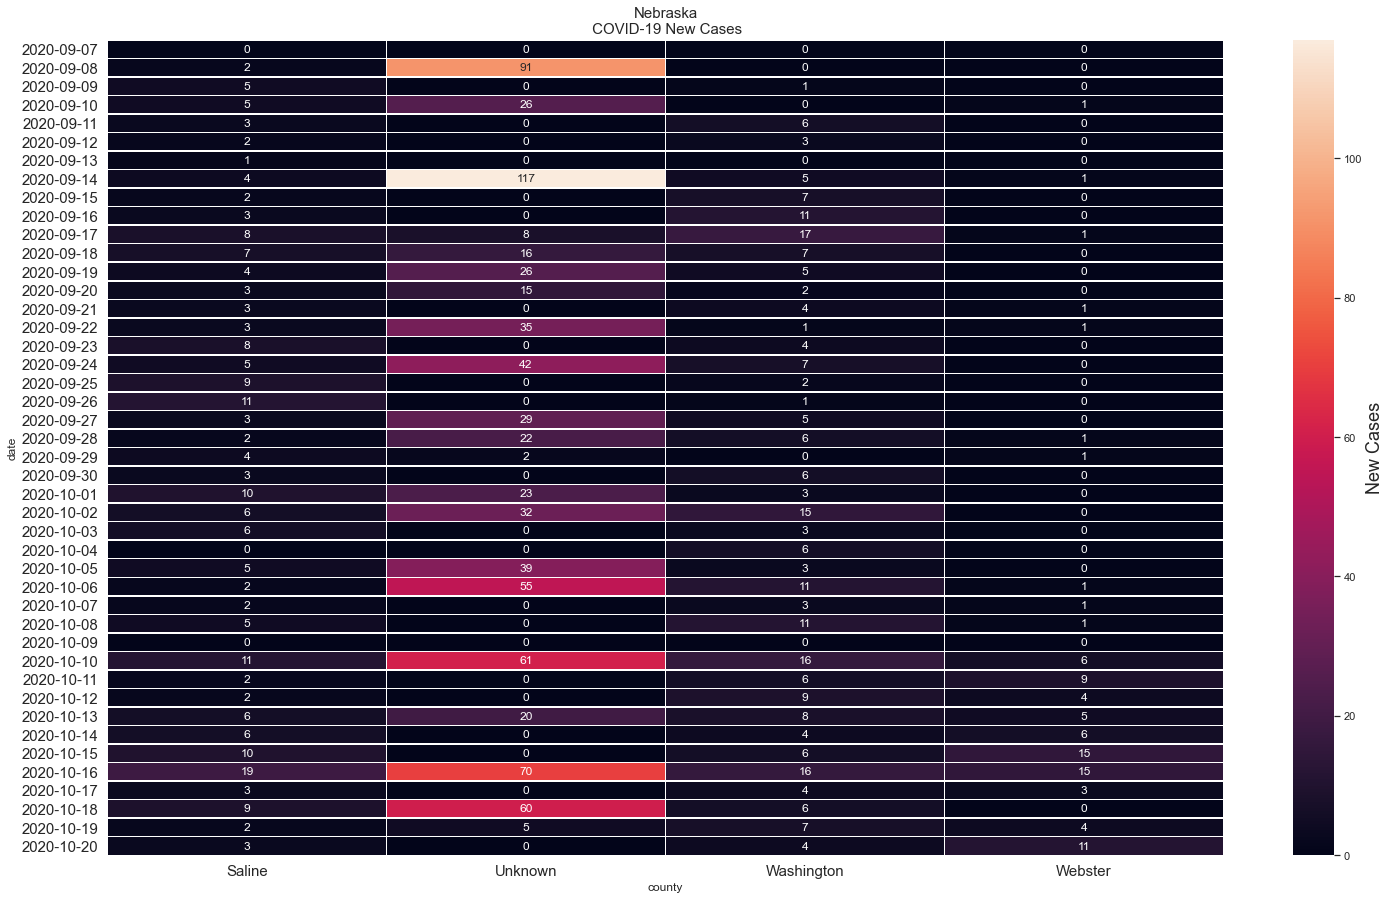 Nebraska
COVID-19 New Cases
2020-09-07 0 0 0 0
2020-09-08 2 91 0 0
2020-09-09 5 0 1 0
2020-09-10 5 26 0 1
2020-09-11 3 0 6 0
2020-09-12 2 0 3 0
2020-09-13 1 0 0 0
2020-09-14 4 117 5 1
2020-09-15 2 0 7 0
2020-09-16 3 0 11 0
2020-09-17 8 8 17 1
2020-09-18 7 16 7 0
2020-09-19 4 26 5 0
2020-09-20 3 15 2 0
2020-09-21 3 0 4 1
2020-09-22 3 35 1 1
2020-09-23 8 0 4 0
2020-09-24 5 42 7 0
2020-09-25 9 0 2 0
2020-09-26 11 0 1 0
2020-09-27 3 29 5 0
2020-09-28 2 22 6 1
2020-09-29 4 2 0 1
2020-09-30 3 0 6 0
2020-10-01 10 23 3 0
2020-10-02 6 32 15 0
2020-10-03 6 0 3 0
2020-10-04 0 0 6 0
2020-10-05 5 39 3 0
2020-10-06 2 55 11 1
2020-10-07 2 0 3 1
2020-10-08 5 0 11 1
2020-10-09 0 0 0 0
2020-10-10 11 61 16 6
2020-10-11 2 0 6 9
2020-10-12 2 0 9 4
2020-10-13 6 20 8 5
2020-10-14 6 0 4 6
2020-10-15 10 0 6 15
2020-10-16 19 70 16 15
2020-10-17 3 0 4 3
2020-10-18 9 60 6 0
2020-10-19 2 5 7 4
2020-10-20 3 0 4 11
Saline Unknown Washington Webster
county
date
100
80
60
40
20
0
New Cases